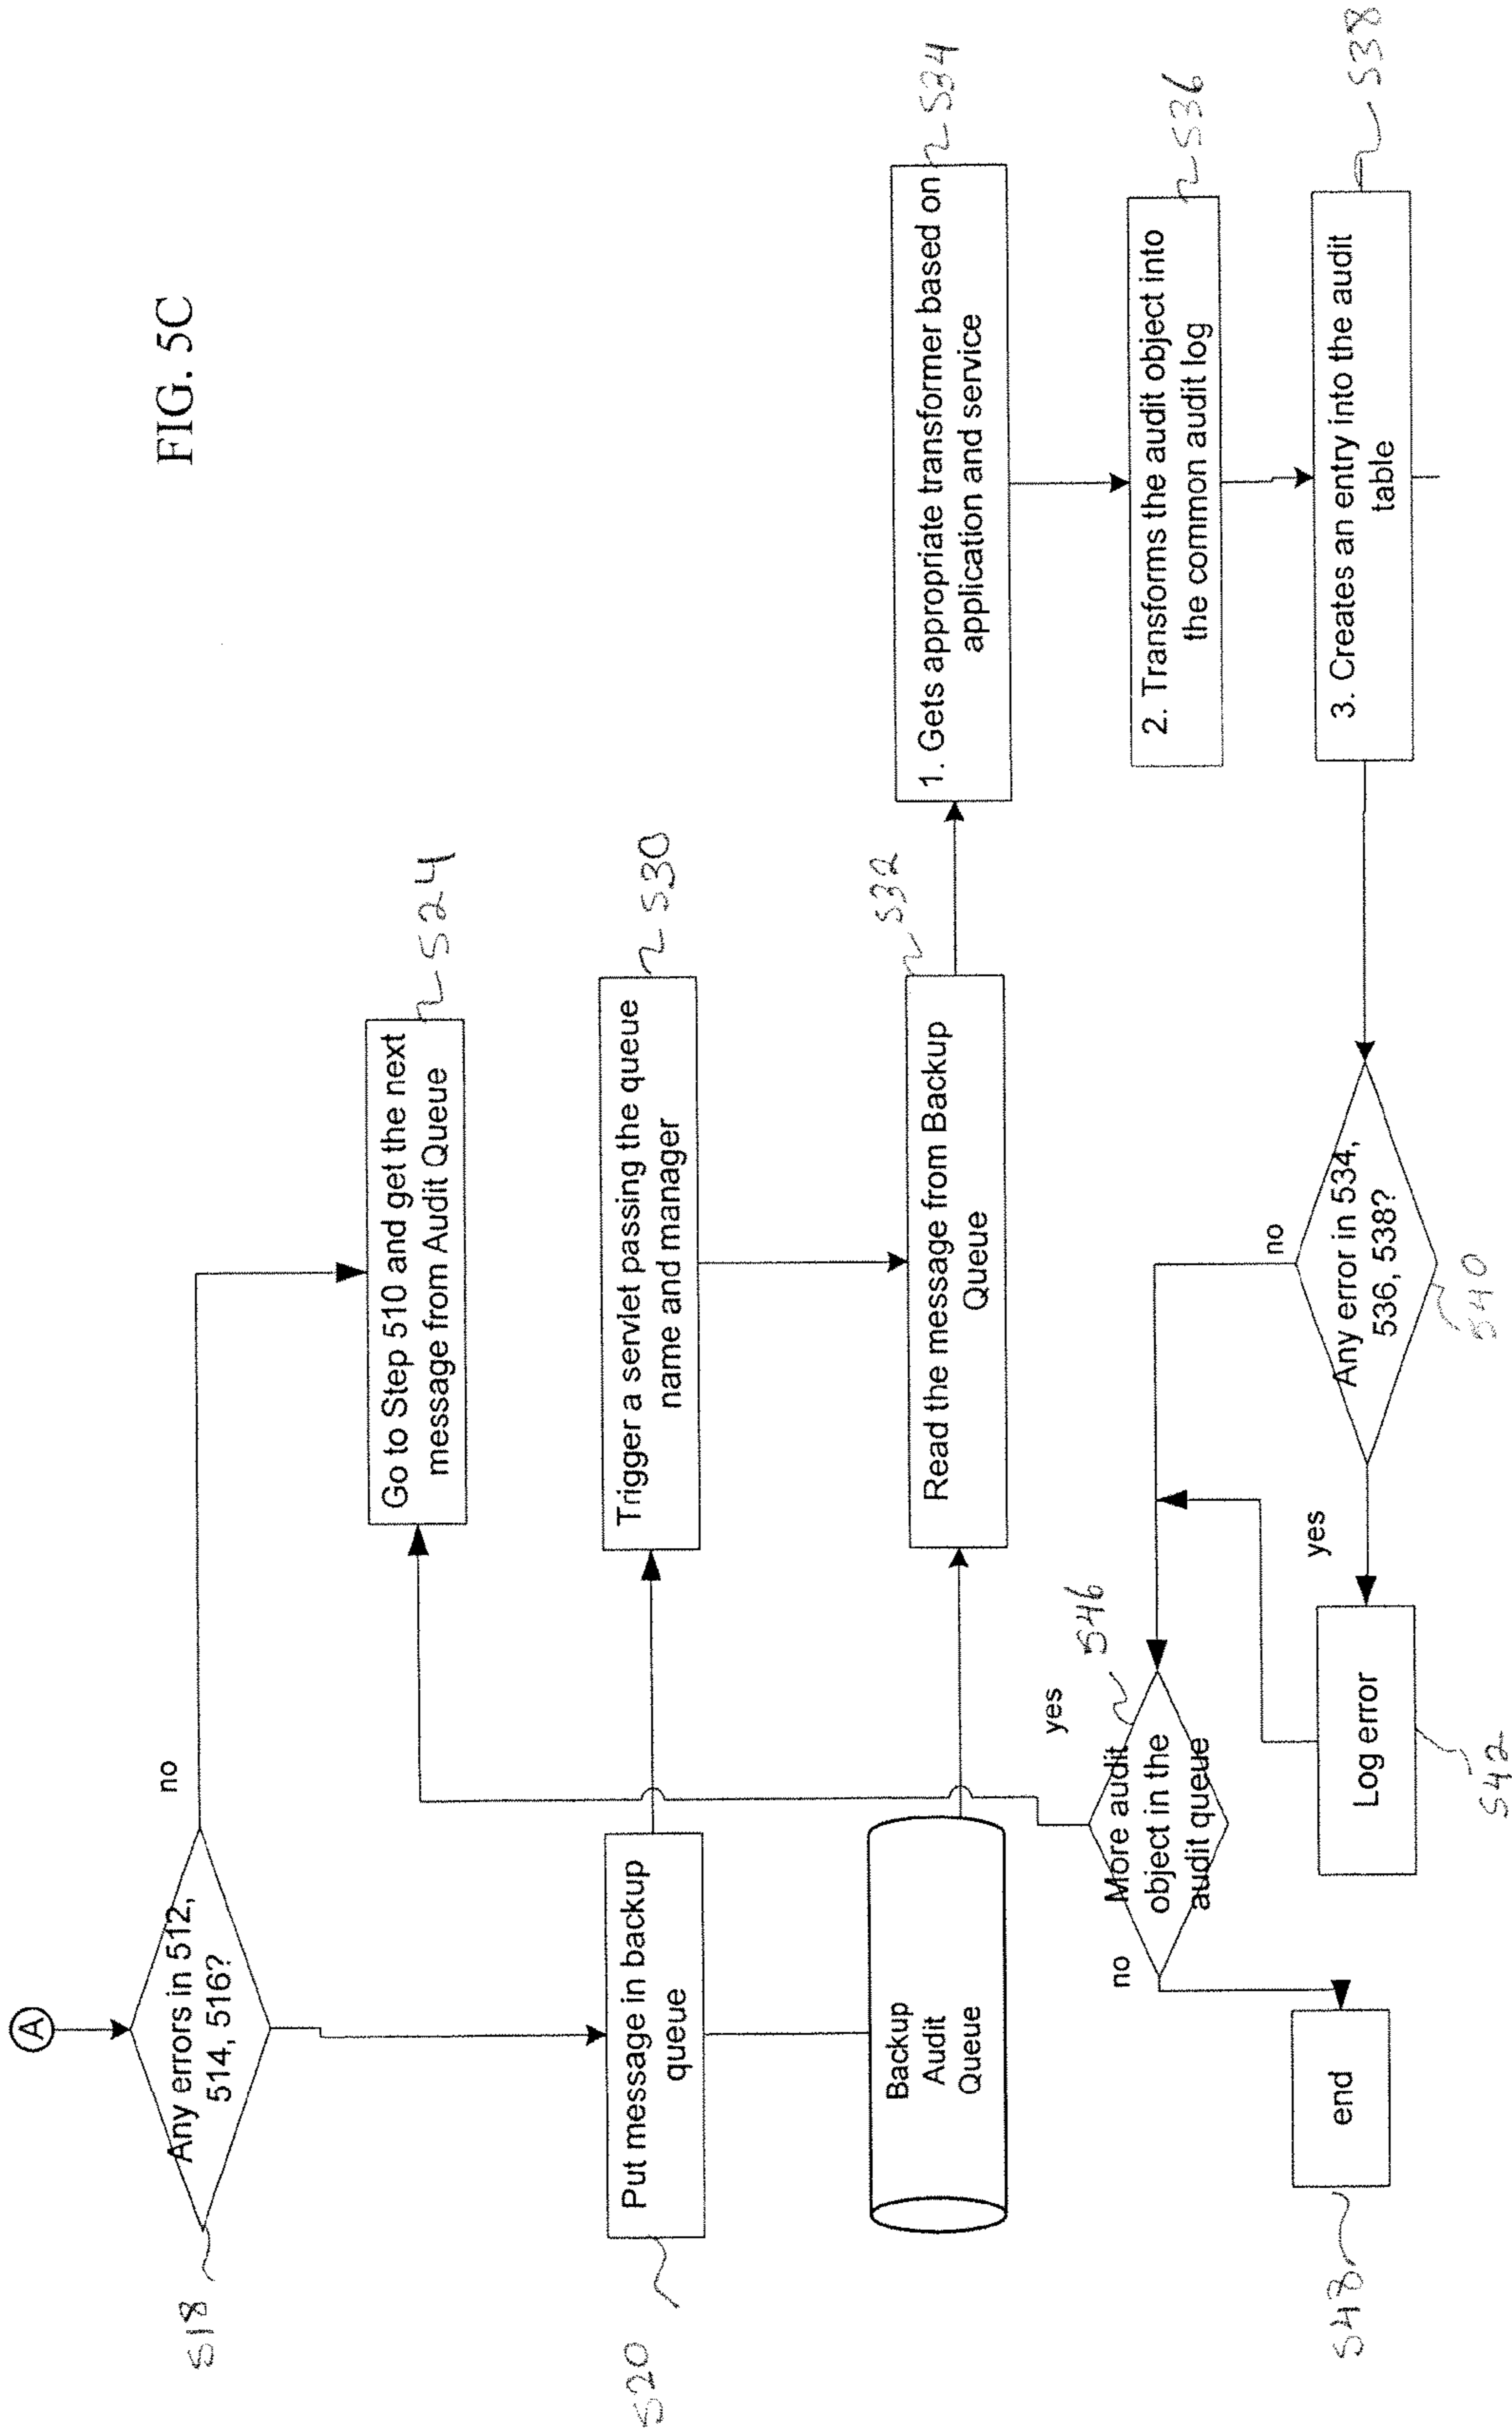 FIG. 5C
A
Any errors in 512,
514, 516?
518
no
Go to Step 510 and get the next
message from Audit Queue
524
Put message in backup
queue
520
Trigger a servlet passing the queue
name and manager
530
Backup
Audit
Queue
Read the message from Backup
Queue
532
1. Gets appropriate transformer based on
application and service
534
2. Transforms the audit object into
the common audit log
536
3. Creates an entry into the audit
table
538
Any error in 534,
536, 538?
540
no
yes
Log error
542
More audit
object in the
audit queue
546
yes
no
end
548